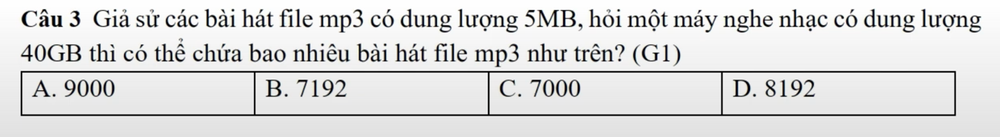 Câu 3 Giả sử các bài hát file mp3 có dung lượng 5MB, hỏi một máy nghe nhạc có dung lượng
40GB thì có thể chứa bao nhiêu bài hát file mp3 như trên? (G1)
A. 9000 B. 7192 C. 7000 D. 8192